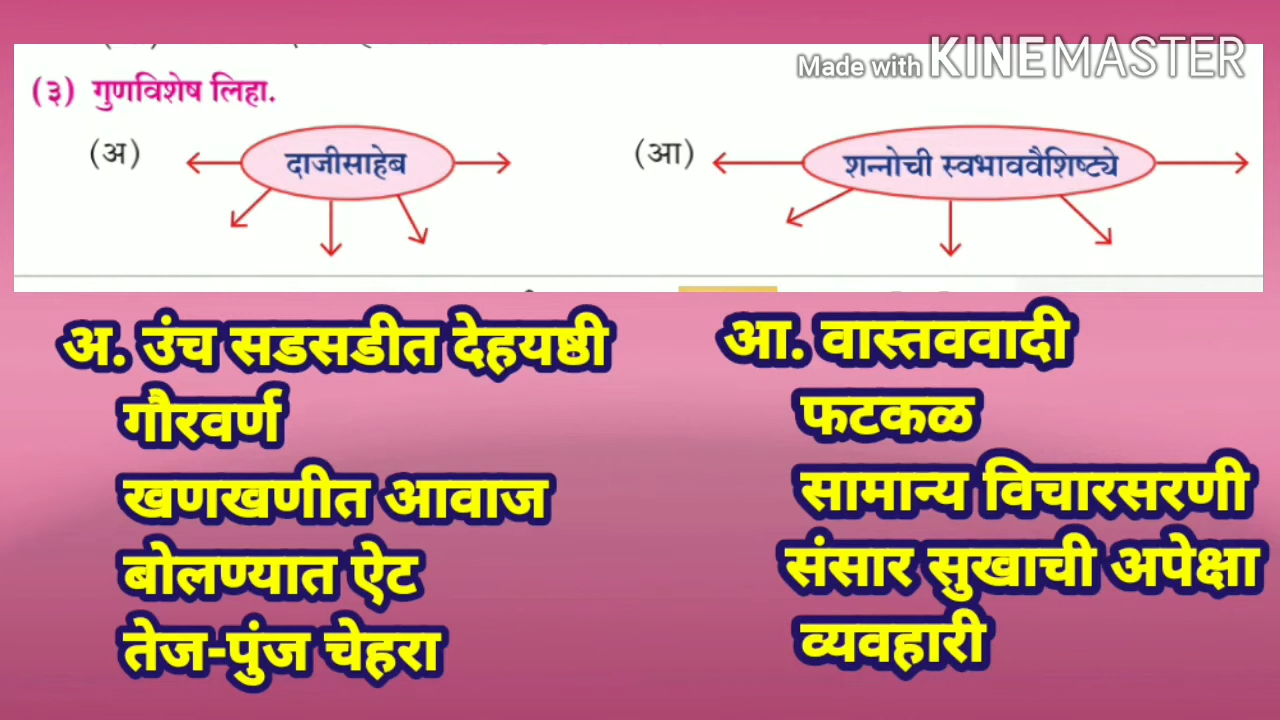 Made with KINEMASTER
(३) गुणविशेष लिहा.
(अ) दाजीसाहेब
(आ) शन्नोची स्वभाववैशिष्ट्ये
अ. उंच सडसडीत देहयष्ठी
गौरवर्ण
खणखणीत आवाज
बोलण्यात ऐट
तेज-पुंज चेहरा
आ. वास्तववादी
फटकळ
सामान्य विचारसरणी
संसार सुखाची अपेक्षा
व्यवहारी